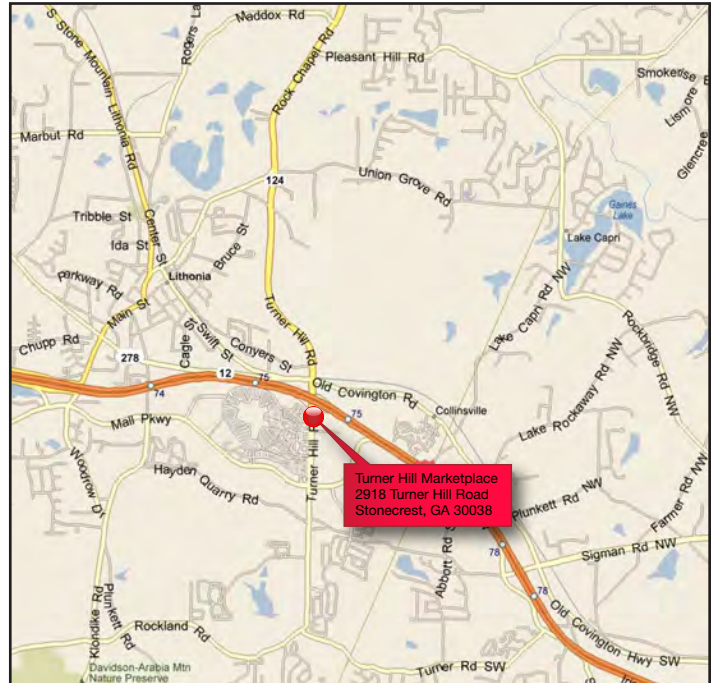 Maddox Rd
Rogers La
S Stone Mountain Lithonia Rd
Rock Chapel Rd
Pleasant Hill Rd
Smokerise
Lismore
Glencree
Marbut Rd
124
Union Grove Rd
Gaines
Lake
Tribble St
Center St
Ida St
Bruce St
Lake Capri
Lithonia
Parkway Rd
Main St
Turner Hill Rd
Lake Capri Rd NW
Rockbridge Rd NW
Chupp Rd
Cagle St
Swift St
Conyers St
278
12
75
74
Old Covington Rd
75
Collinsville
Lake Rockaway Rd NW
Mall Pkwy
Turner Hill R
Woodrow Dr
Hayden Quarry Rd
Turner Hill Marketplace
2918 Turner Hill Road
Stonecrest, GA 30038
Plunkett Rd NW
Farmer Rd NW
Abbott Rd S
78
Sigman Rd NW
78
Klondike Rd
Plunkett Rd
Rockland Rd
Old Covington Hwy SW
Turner Rd SW
Davidson-Arabia Mtn
Nature Preserve